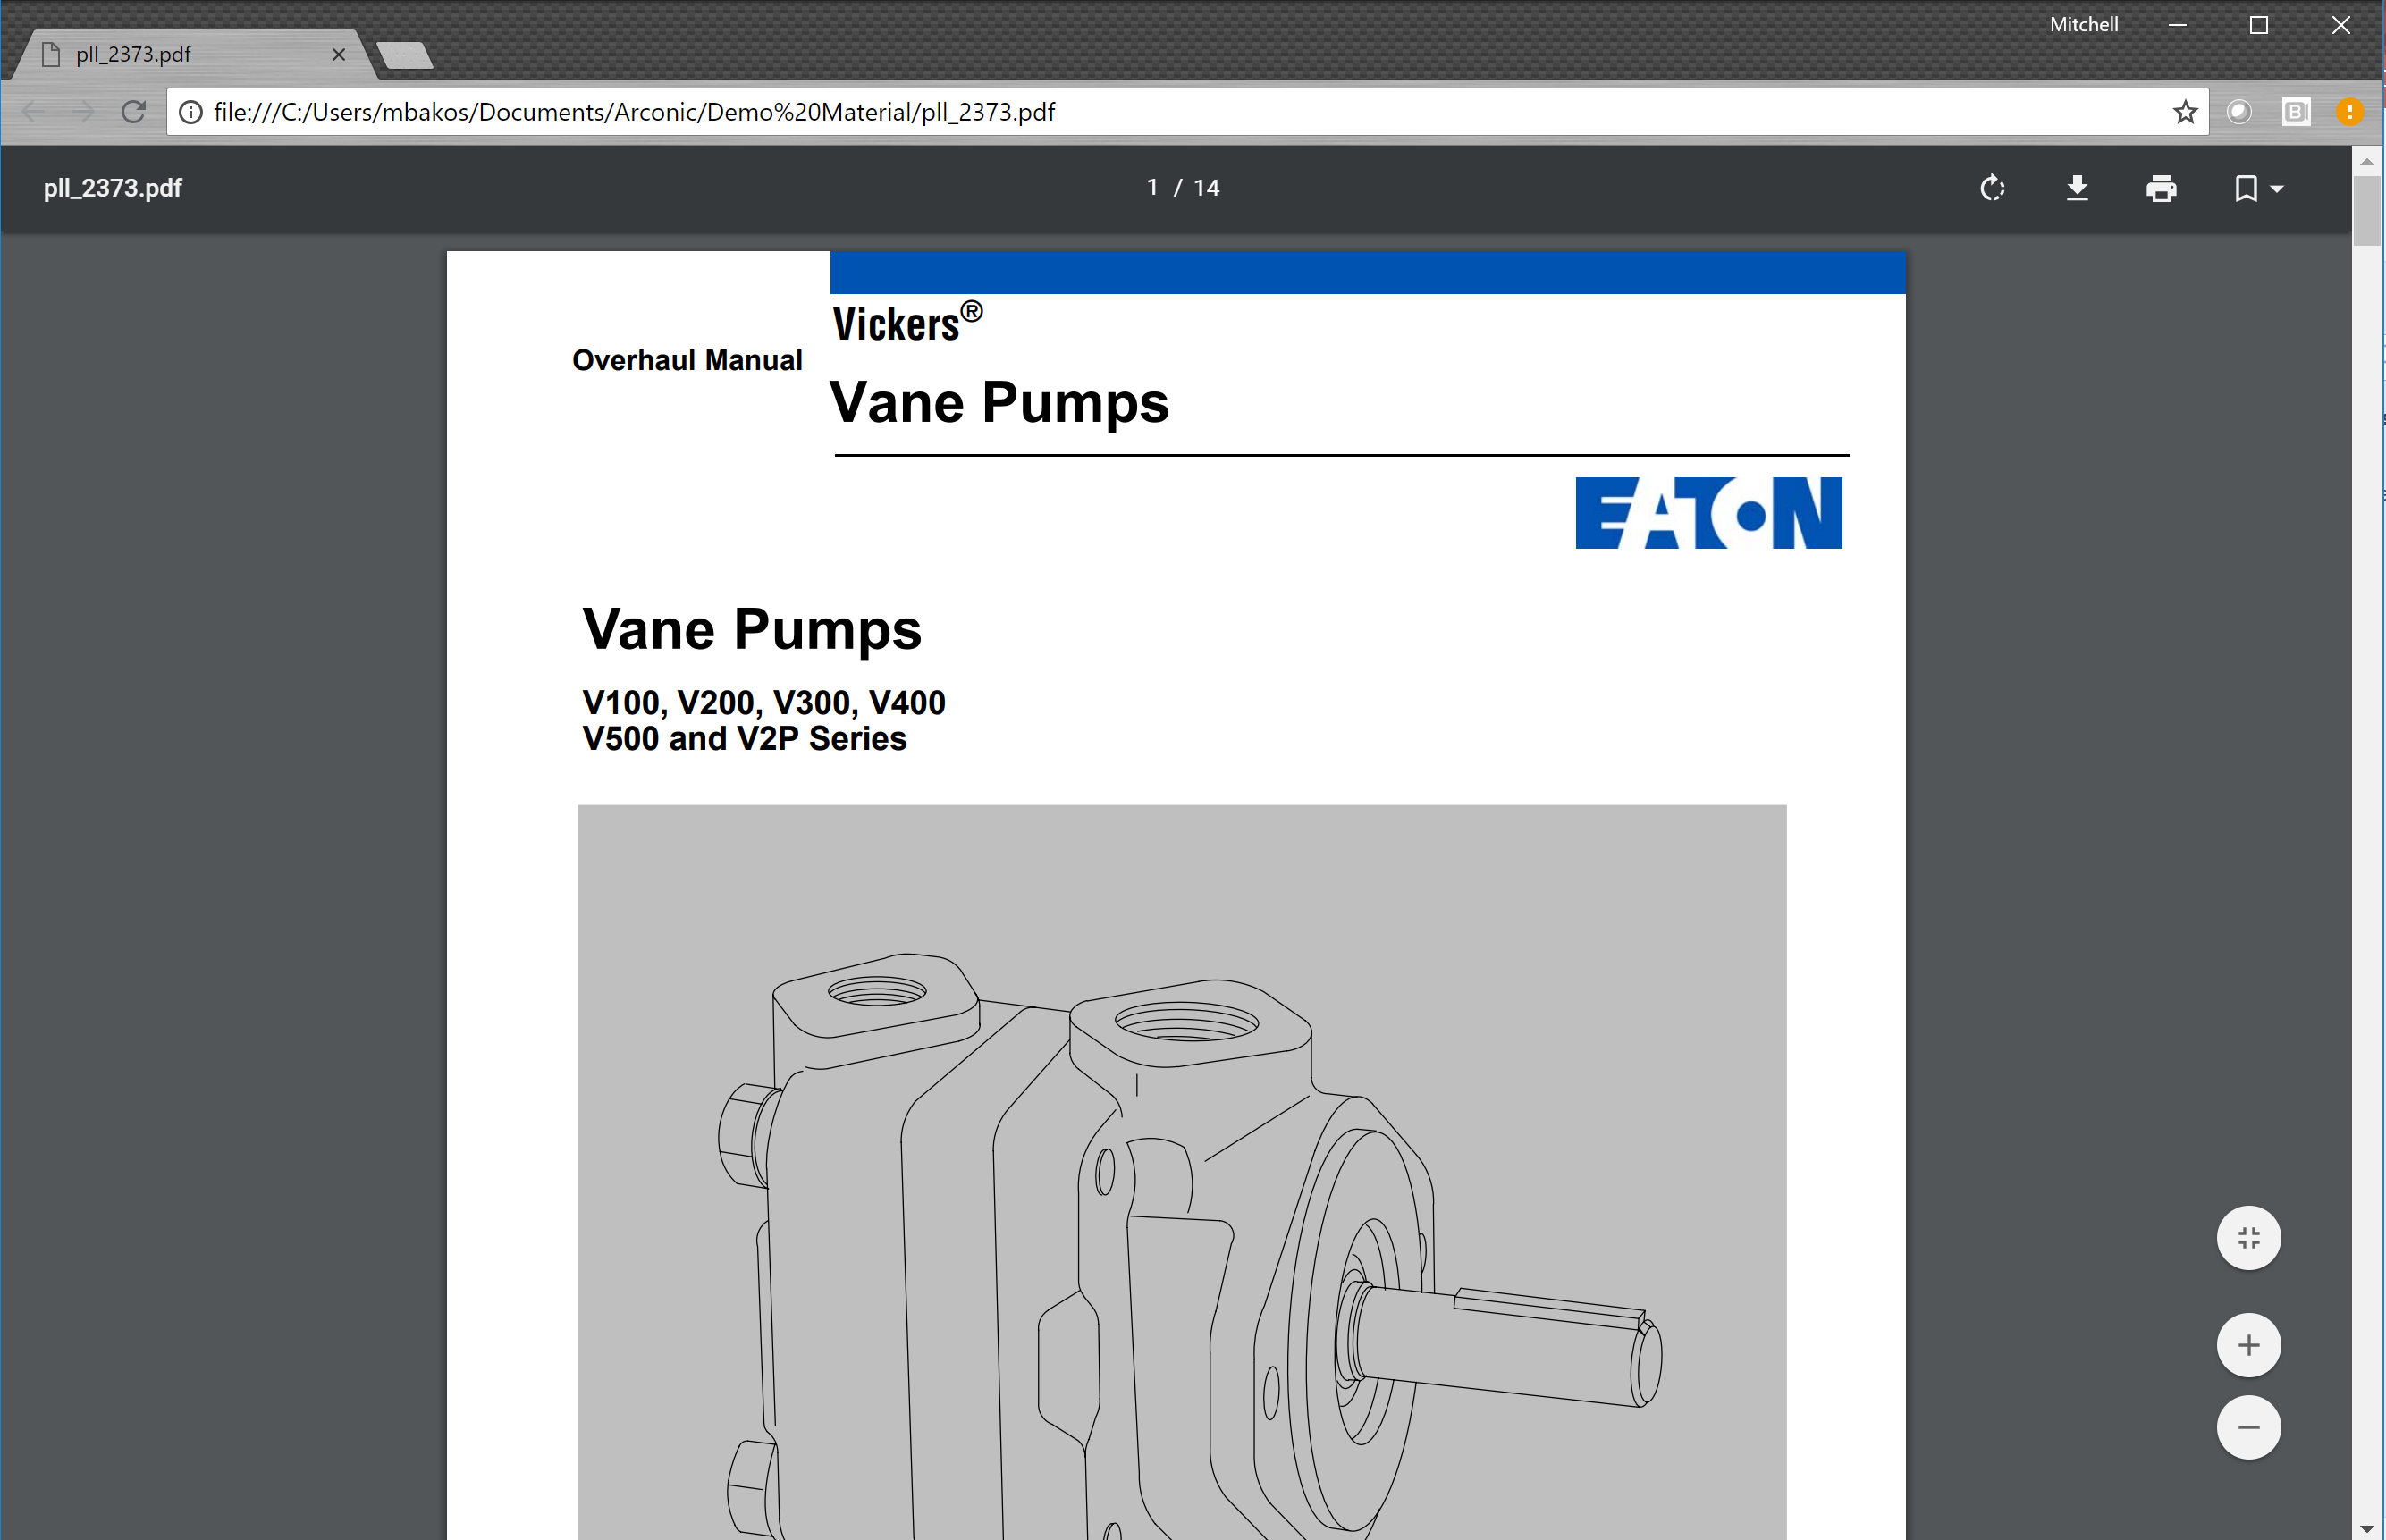 Mitchell
pll_2373.pdf
file:///C:/Users/mbakos/Documents/Arconic/Demo%20Material/pll_2373.pdf
B
pll_2373.pdf
1 / 14
Vickers®
Overhaul Manual
Vane Pumps
EATON
Vane Pumps
V100, V200, V300, V400
V500 and V2P Series